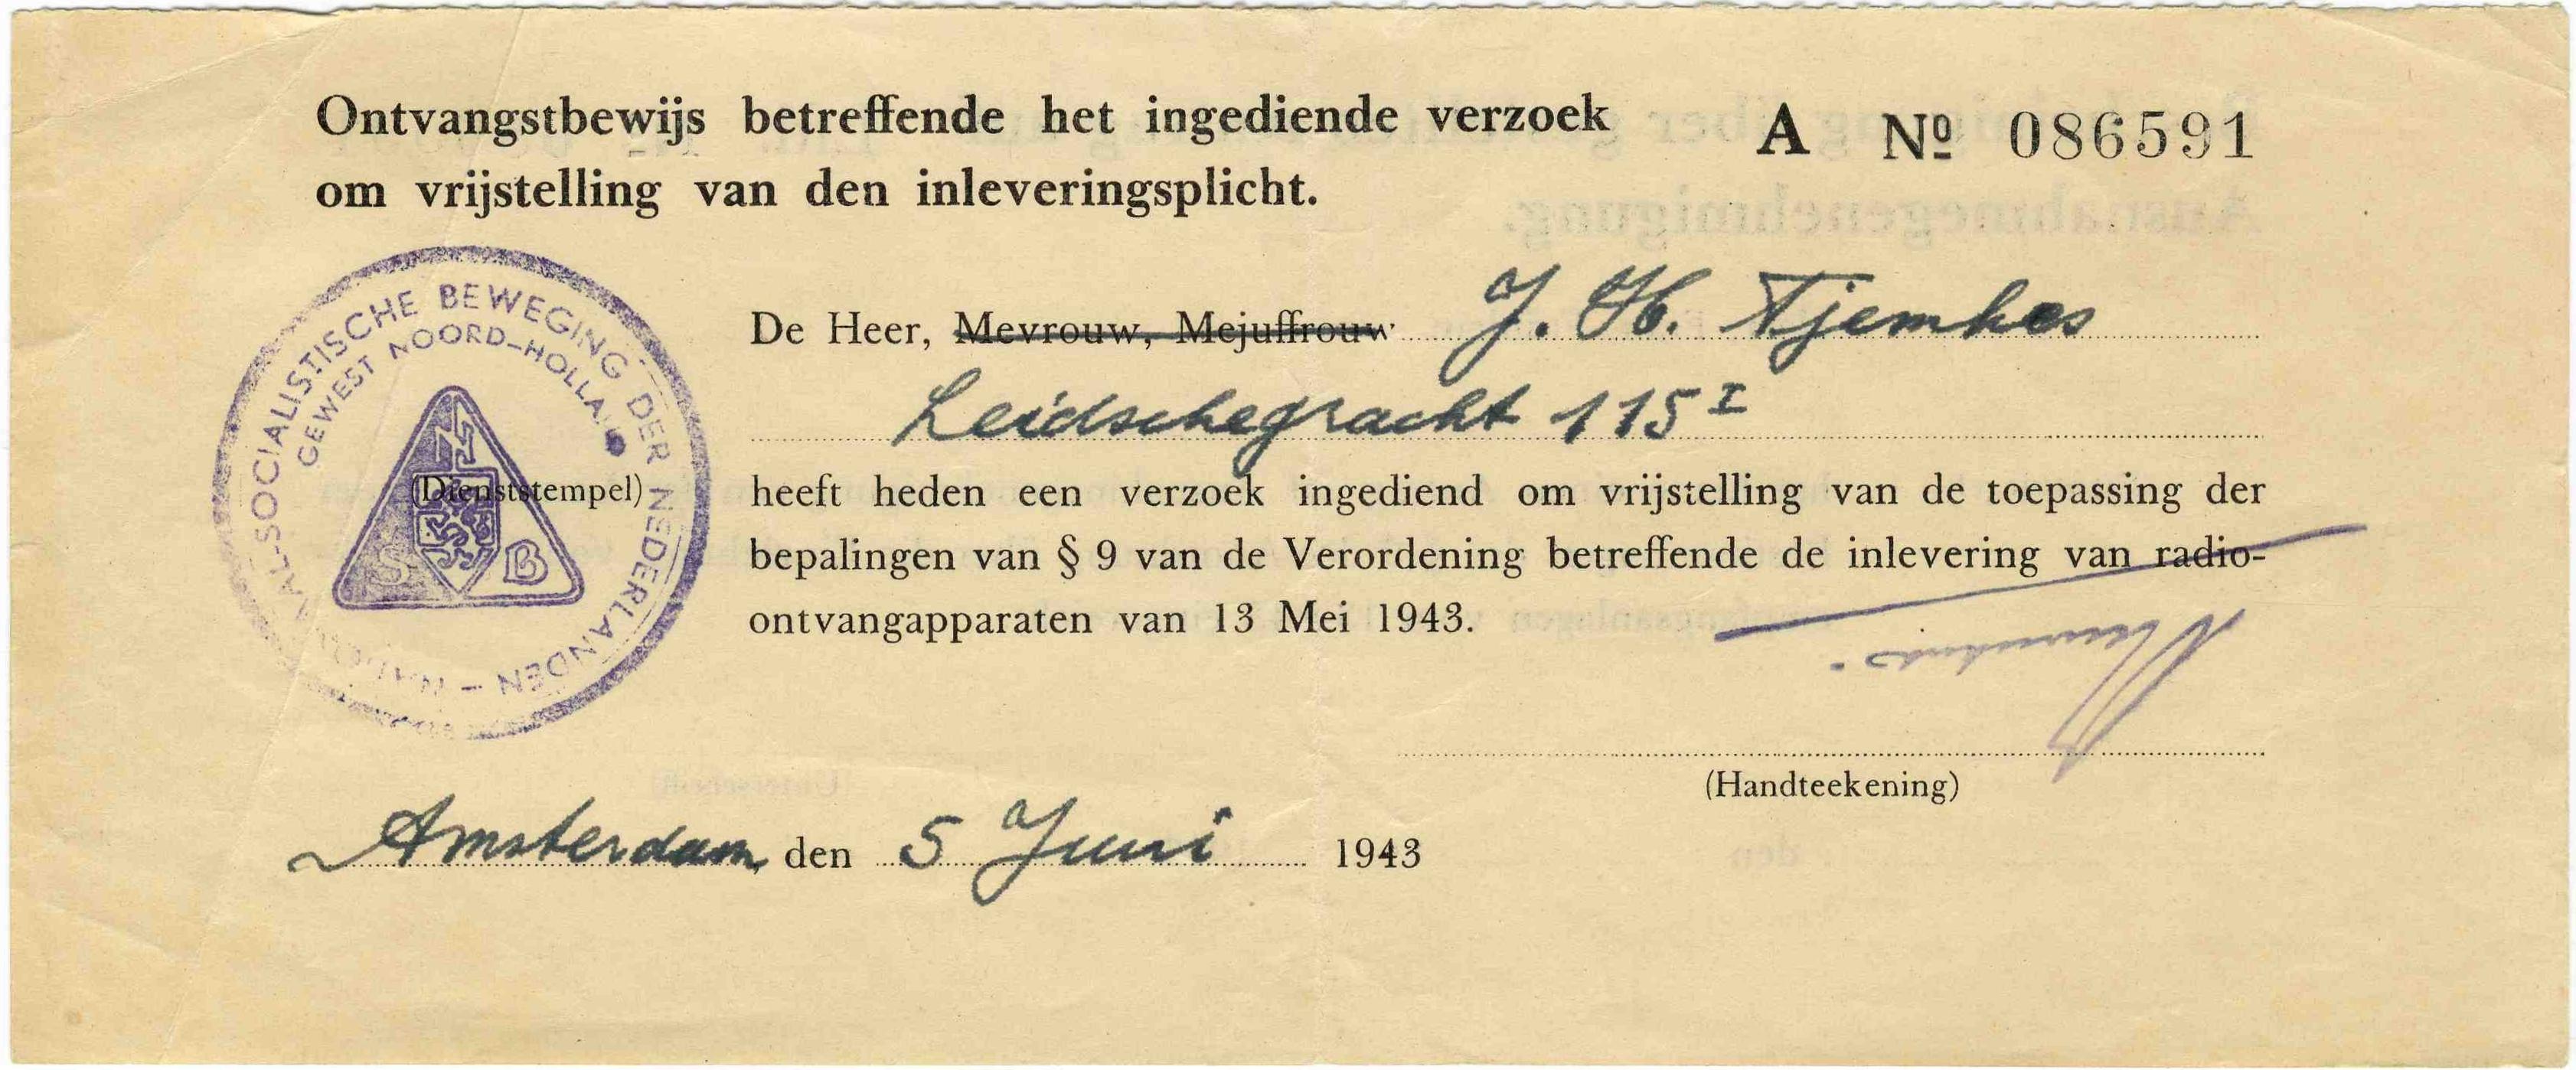 Ontvangstbewijs betreffende het ingediende verzoek
om vrijstelling van den inleveringsplicht.
A Nº 086591
De Heer, Mevrouw, Mejuffrouw J. H. Tjemkes
Leidschegracht 115 I
NATIONAAL-SOCIALISTISCHE BEWEGING DER NEDERLANDEN –
GEWEST NOORD-HOLLAND
N
S B
(Dienststempel)
heeft heden een verzoek ingediend om vrijstelling van de toepassing der
bepalingen van § 9 van de Verordening betreffende de inlevering van radio-
ontvangapparaten van 13 Mei 1943.
(Handteekening)
Amsterdam, den 5 Juni 1943